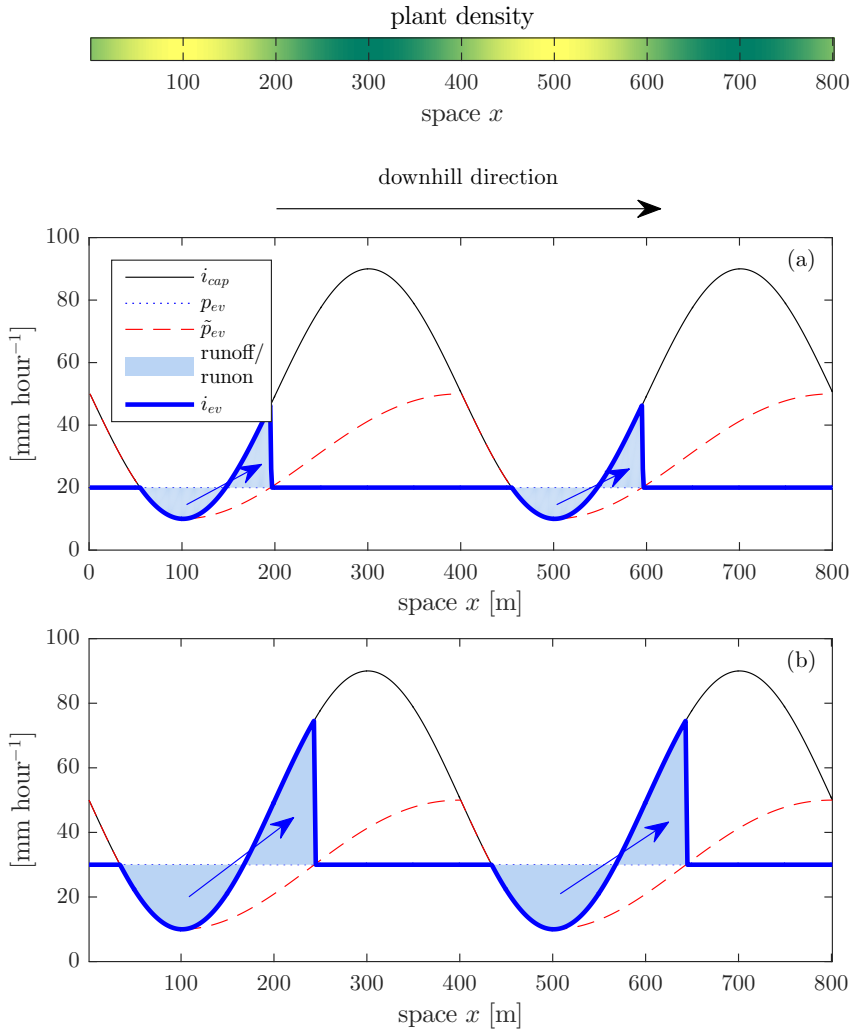 plant density
100 200 300 400 500 600 700 800
space x
downhill direction
100
80
60
40
20
0
[mm hour⁻¹]
(a)
i_cap
p_ev
p̃_ev
runoff/
runon
i_ev
0 100 200 300 400 500 600 700 800
space x [m]
100
80
60
40
20
0
[mm hour⁻¹]
(b)
100 200 300 400 500 600 700 800
space x [m]